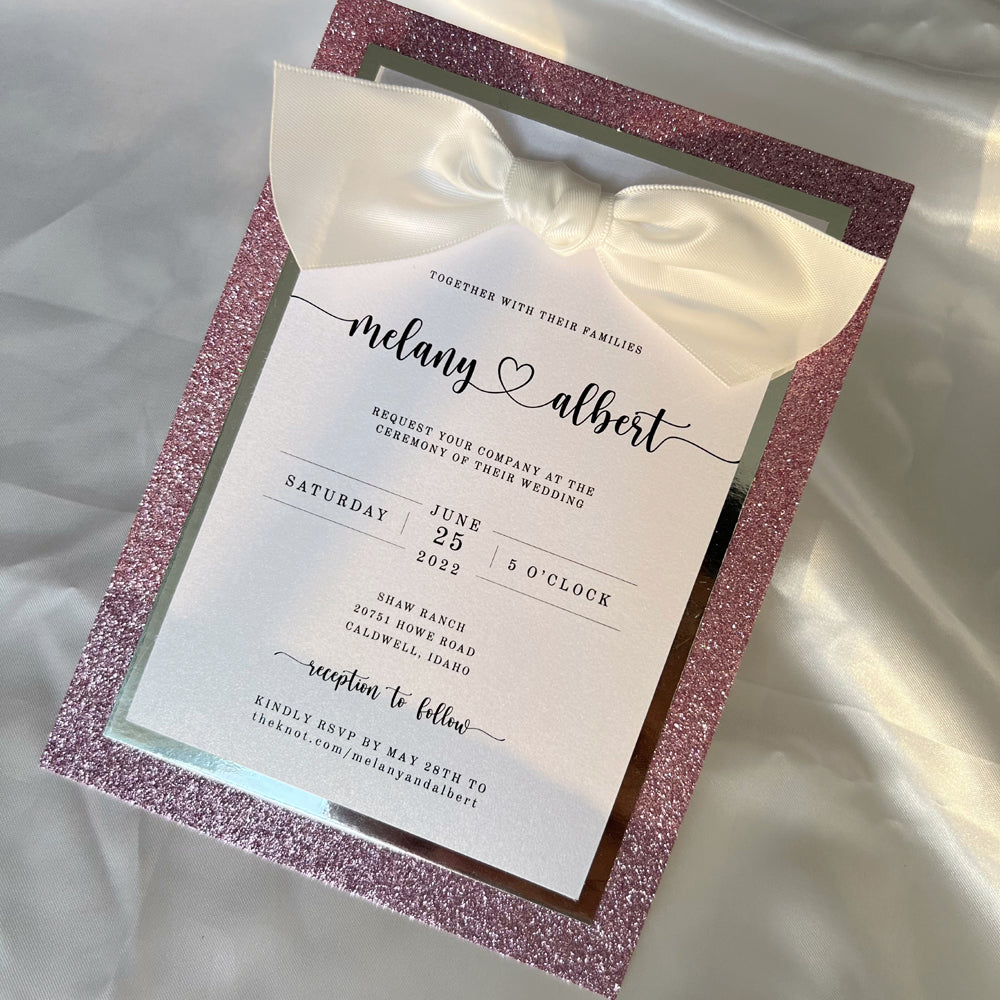 TOGETHER WITH THEIR FAMILIES
melany albert
REQUEST YOUR COMPANY AT THE
CEREMONY OF THEIR WEDDING
SATURDAY
JUNE
25
2022
5 O'CLOCK
SHAW RANCH
20751 HOWE ROAD
CALDWELL, IDAHO
reception to follow
KINDLY RSVP BY MAY 28TH TO
theknot.com/melanyandalbert